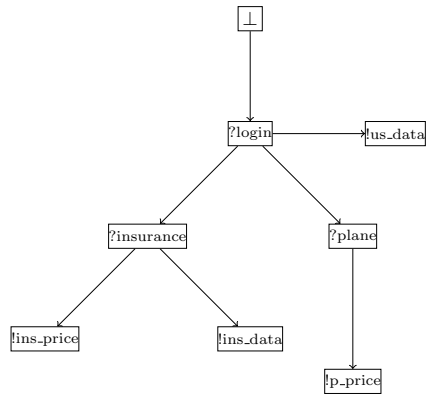 ⊥
?login
!us_data
?insurance
?plane
!ins_price
!ins_data
!p_price